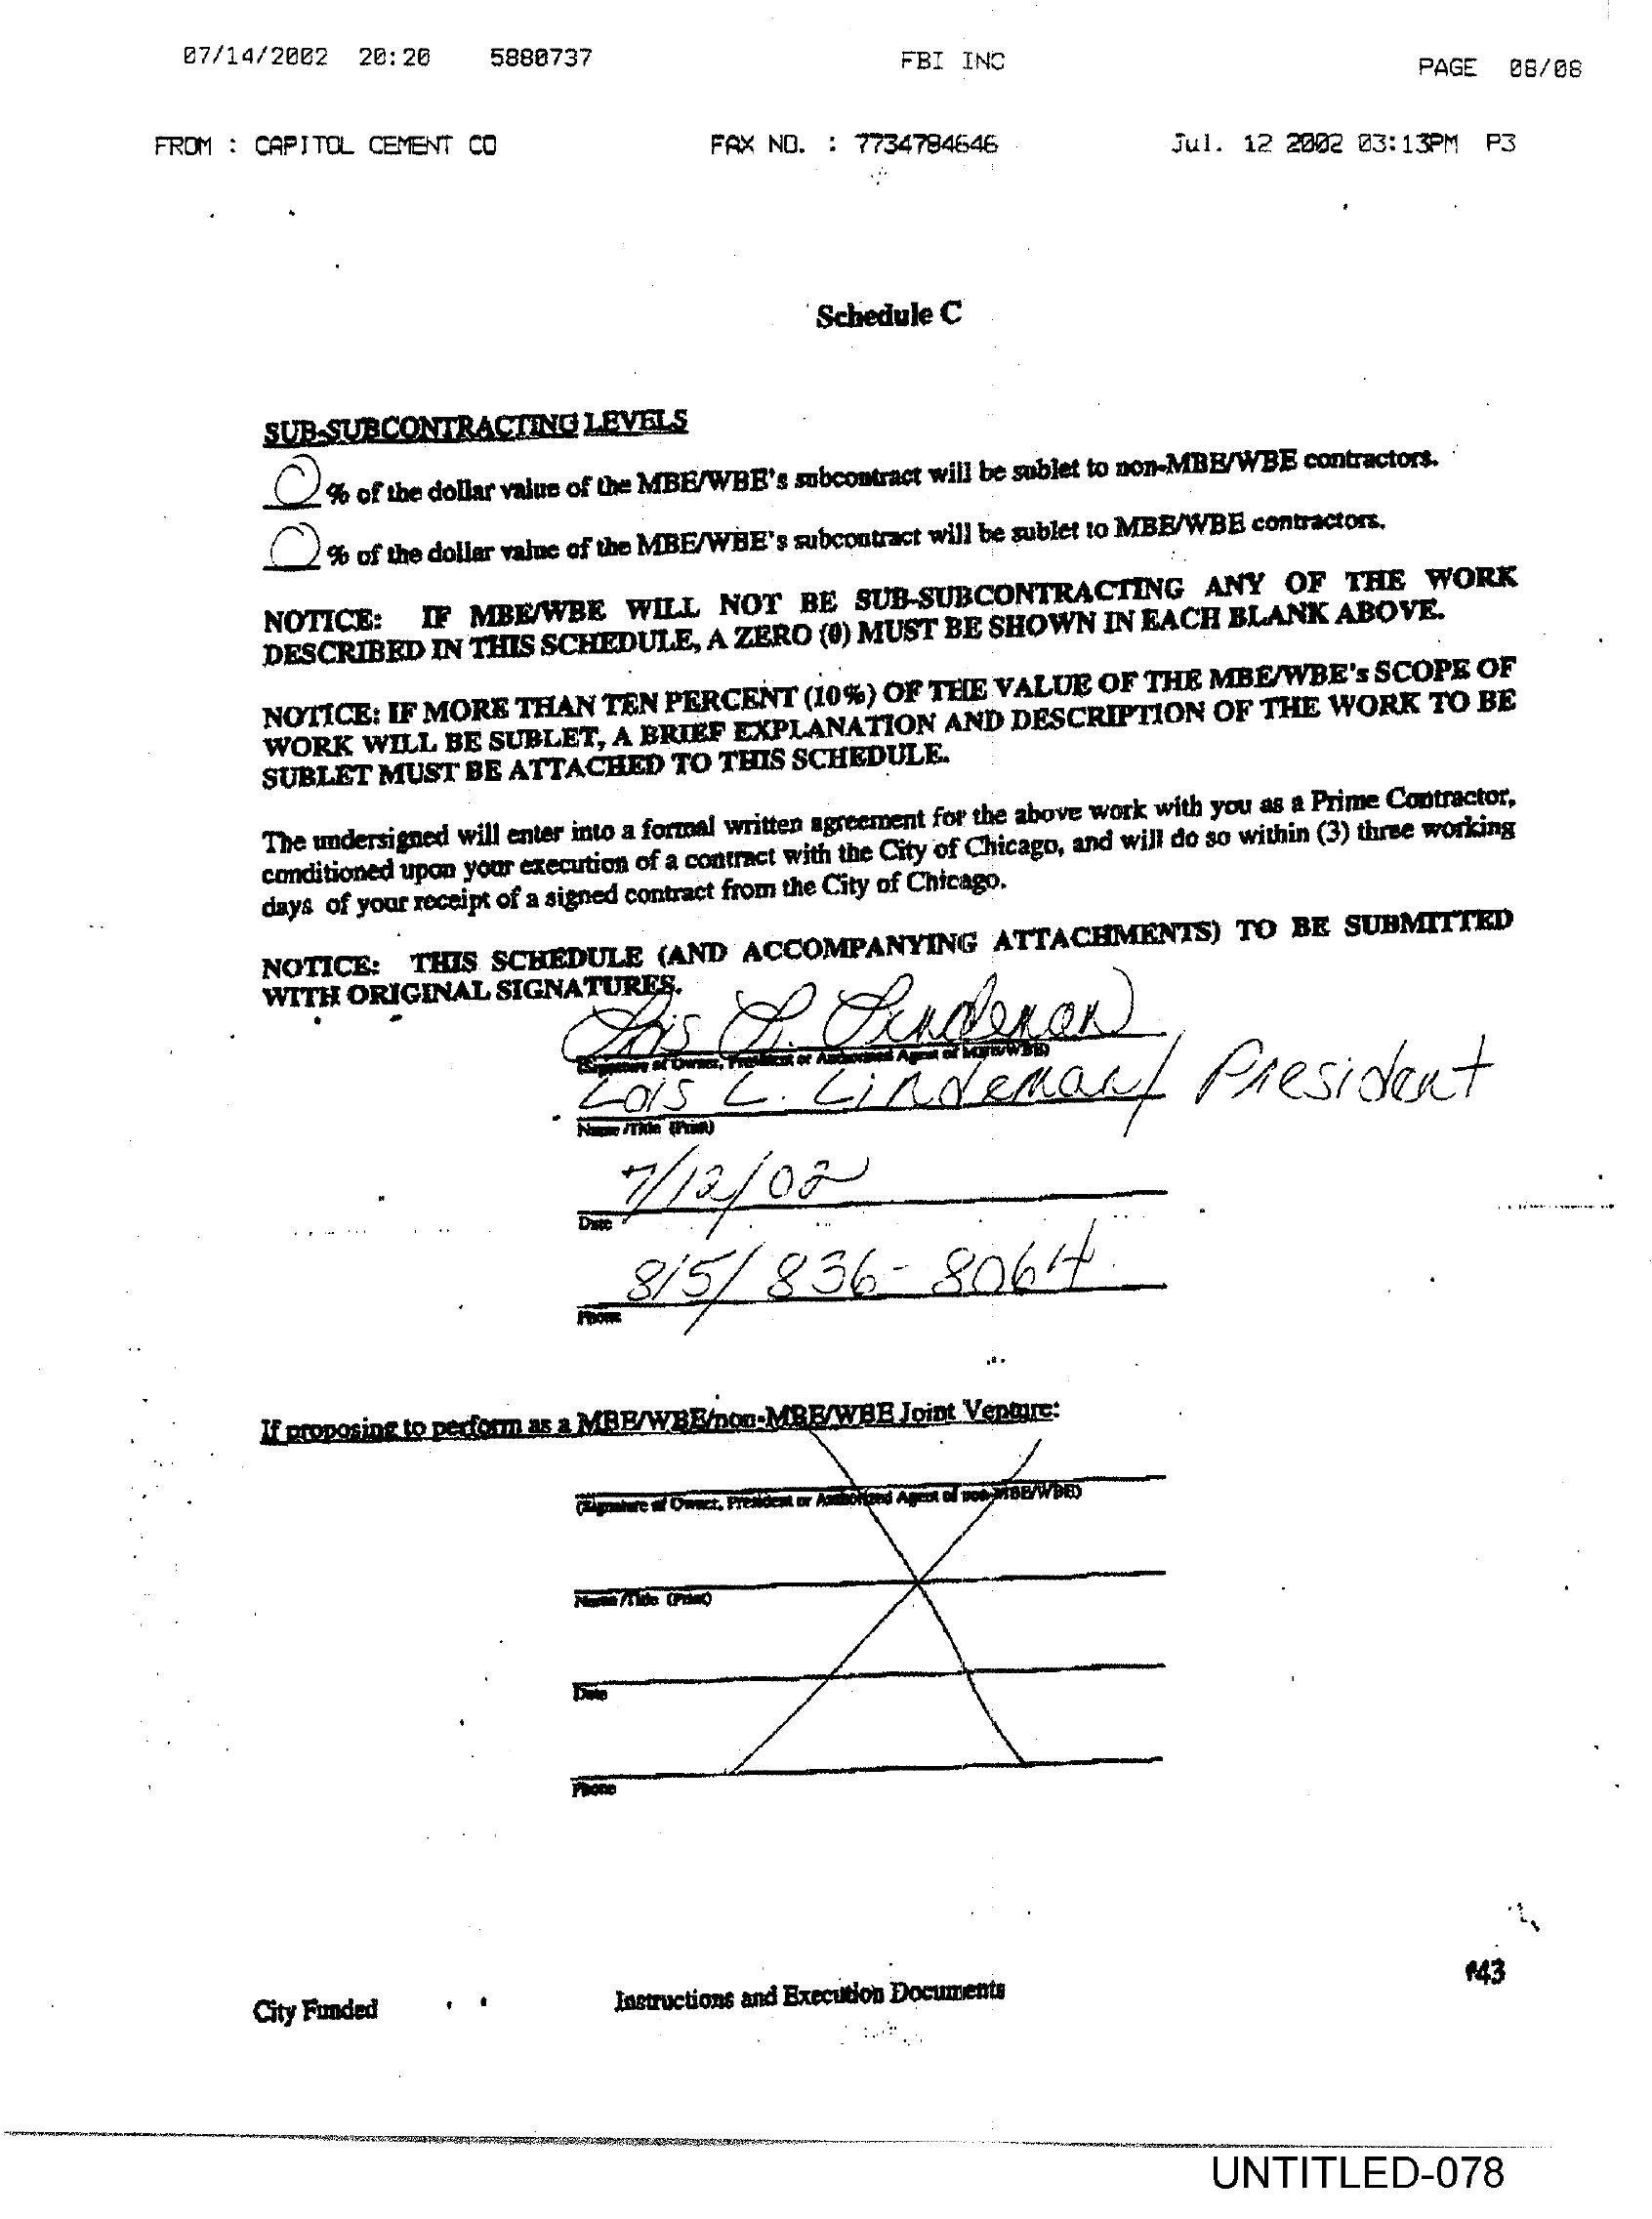 07/14/2002 20:20 5880737 FBI INC PAGE 08/08
FROM : CAPITOL CEMENT CO FAX NO. : 7734784646 Jul. 12 2002 03:13PM P3
Schedule C
SUB-SUBCONTRACTING LEVELS
0 % of the dollar value of the MBE/WBE's subcontract will be sublet to non-MBE/WBE contractors.
0 % of the dollar value of the MBE/WBE's subcontract will be sublet to MBE/WBE contractors.
NOTICE: IF MBE/WBE WILL NOT BE SUB-SUBCONTRACTING ANY OF THE WORK
DESCRIBED IN THIS SCHEDULE, A ZERO (0) MUST BE SHOWN IN EACH BLANK ABOVE.
NOTICE: IF MORE THAN TEN PERCENT (10%) OF THE VALUE OF THE MBE/WBE's SCOPE OF
WORK WILL BE SUBLET, A BRIEF EXPLANATION AND DESCRIPTION OF THE WORK TO BE
SUBLET MUST BE ATTACHED TO THIS SCHEDULE.
The undersigned will enter into a formal written agreement for the above work with you as a Prime Contractor,
conditioned upon your execution of a contract with the City of Chicago, and will do so within (3) three working
days of your receipt of a signed contract from the City of Chicago.
NOTICE: THIS SCHEDULE (AND ACCOMPANYING ATTACHMENTS) TO BE SUBMITTED
WITH ORIGINAL SIGNATURES.
Lois L. Lindeman
(Signature of Owner, President or Authorized Agent of MBE/WBE)
Lois L. Lindeman/ President
Name /Title (Print)
7/12/02
Date
815/ 836-8064
Phone
If proposing to perform as a MBE/WBE/non-MBE/WBE Joint Venture:
(Signature of Owner, President or Authorized Agent of non-MBE/WBE)
Name /Title (Print)
Date
Phone
43
City Funded Instructions and Execution Documents
UNTITLED-078